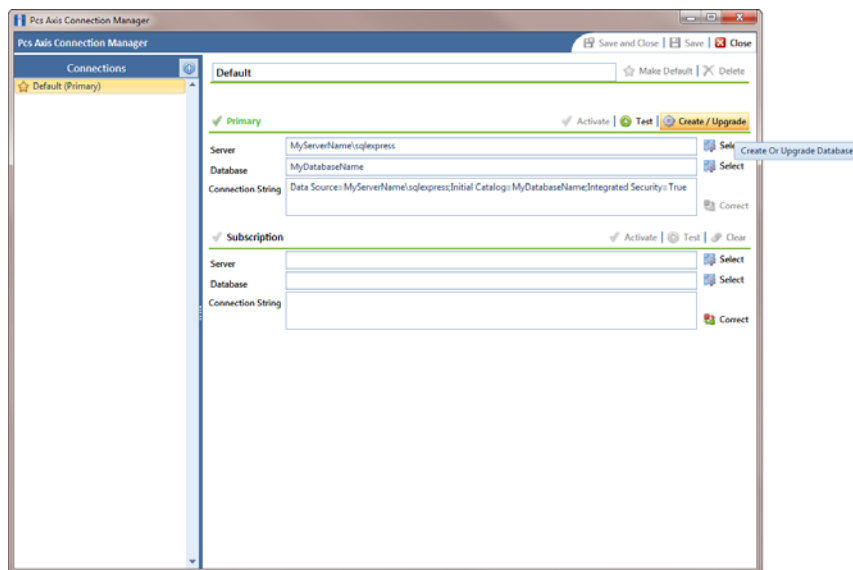 Pcs Axis Connection Manager
Pcs Axis Connection Manager
Save and Close | Save | Close
Connections
Default (Primary)
Default
Make Default | Delete
Primary
Activate | Test | Create / Upgrade
Server
MyServerName\sqlexpress
Create Or Upgrade Database
Database
MyDatabaseName
Select
Connection String
Data Source=MyServerName\sqlexpress;Initial Catalog=MyDatabaseName;Integrated Security=True
Correct
Subscription
Activate | Test | Clear
Server
Select
Database
Select
Connection String
Correct